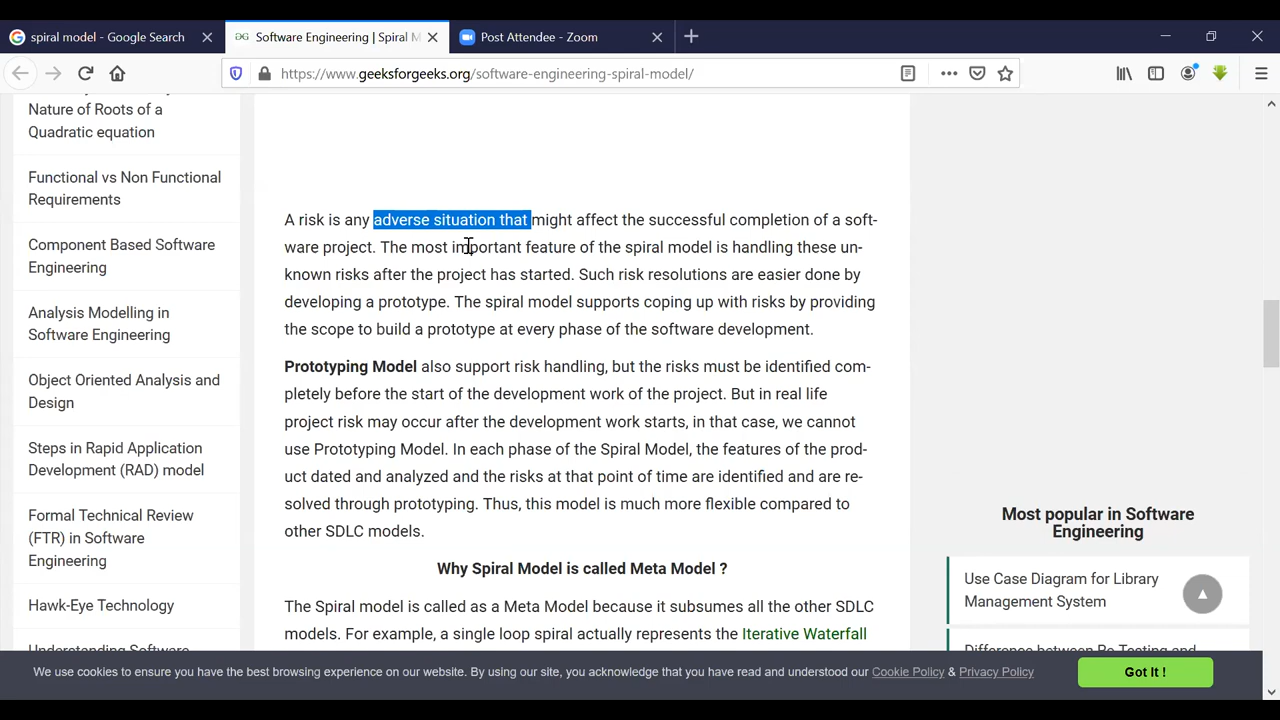 spiral model - Google Search
Software Engineering | Spiral M
Post Attendee - Zoom
https://www.geeksforgeeks.org/software-engineering-spiral-model/
Nature of Roots of a
Quadratic equation
Functional vs Non Functional
Requirements
Component Based Software
Engineering
Analysis Modelling in
Software Engineering
Object Oriented Analysis and
Design
Steps in Rapid Application
Development (RAD) model
Formal Technical Review
(FTR) in Software
Engineering
Hawk-Eye Technology
Understanding Software
A risk is any adverse situation that might affect the successful completion of a soft-
ware project. The most important feature of the spiral model is handling these un-
known risks after the project has started. Such risk resolutions are easier done by
developing a prototype. The spiral model supports coping up with risks by providing
the scope to build a prototype at every phase of the software development.
Prototyping Model also support risk handling, but the risks must be identified com-
pletely before the start of the development work of the project. But in real life
project risk may occur after the development work starts, in that case, we cannot
use Prototyping Model. In each phase of the Spiral Model, the features of the prod-
uct dated and analyzed and the risks at that point of time are identified and are re-
solved through prototyping. Thus, this model is much more flexible compared to
other SDLC models.
Why Spiral Model is called Meta Model ?
The Spiral model is called as a Meta Model because it subsumes all the other SDLC
models. For example, a single loop spiral actually represents the Iterative Waterfall
Most popular in Software
Engineering
Use Case Diagram for Library
Management System
Difference between Re-Testing and
We use cookies to ensure you have the best browsing experience on our website. By using our site, you acknowledge that you have read and understood our Cookie Policy & Privacy Policy
Got It !